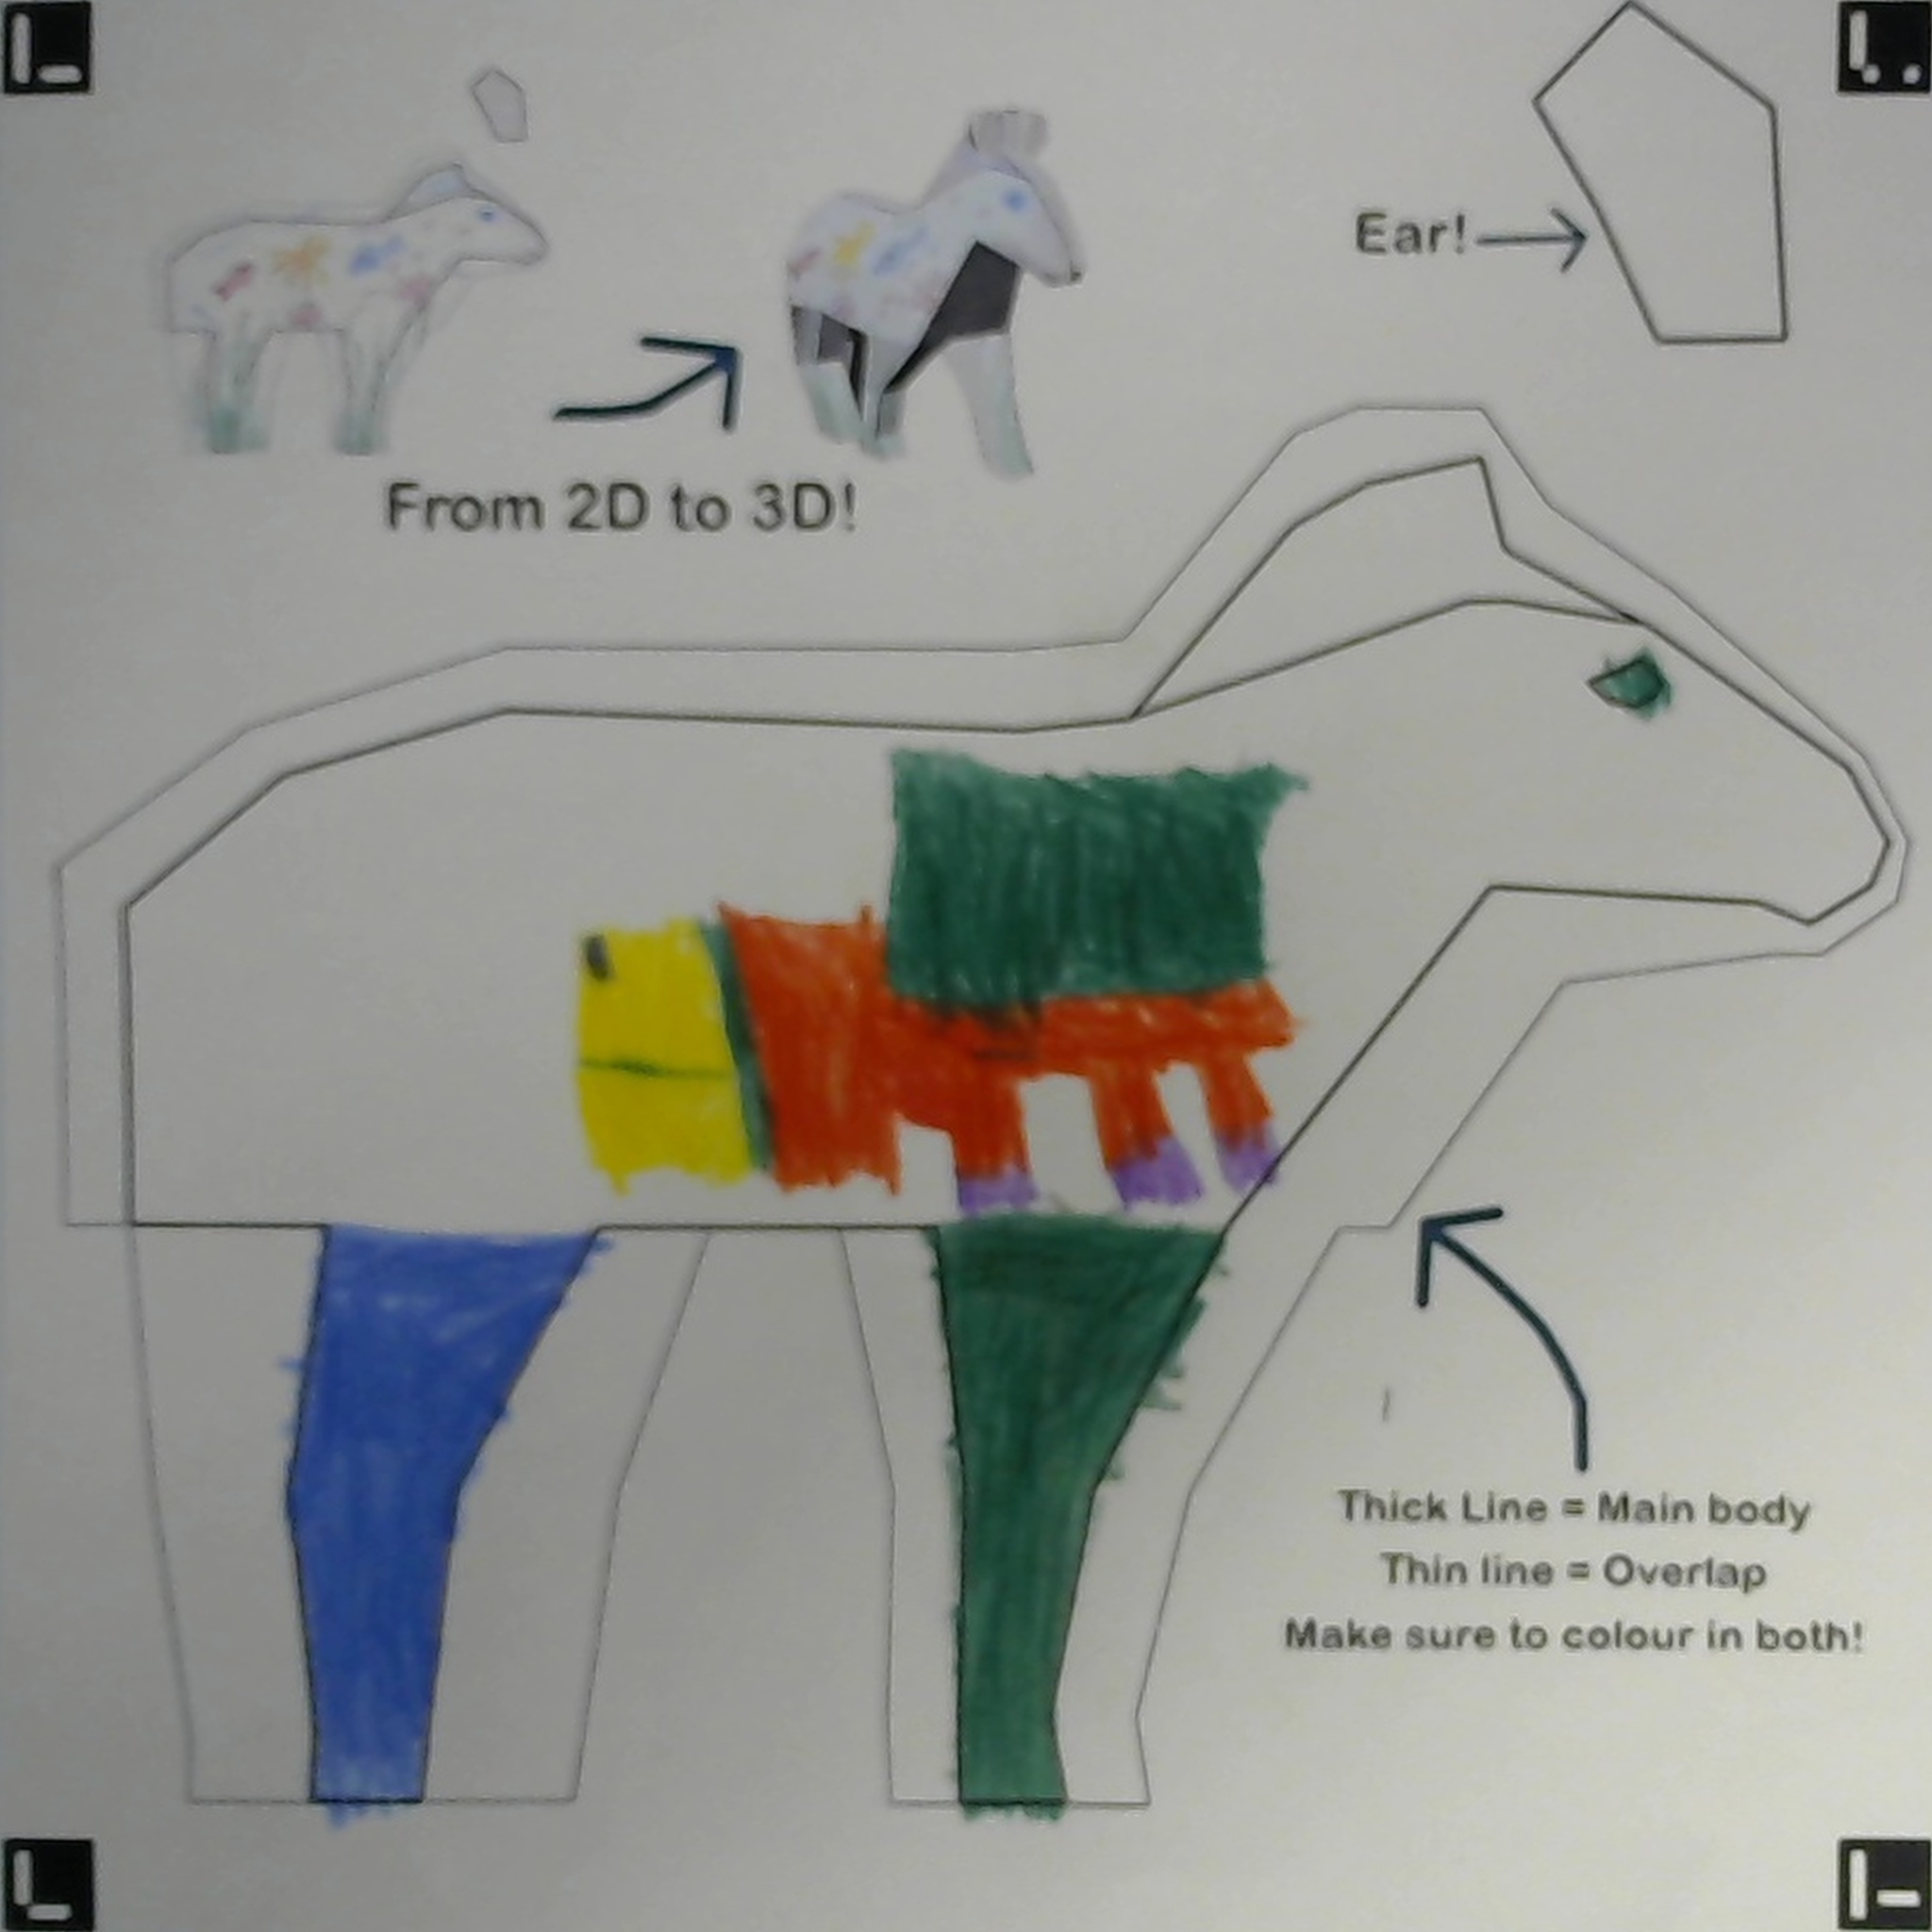 Ear!
From 2D to 3D!
Thick Line = Main body
Thin line = Overlap
Make sure to colour in both!